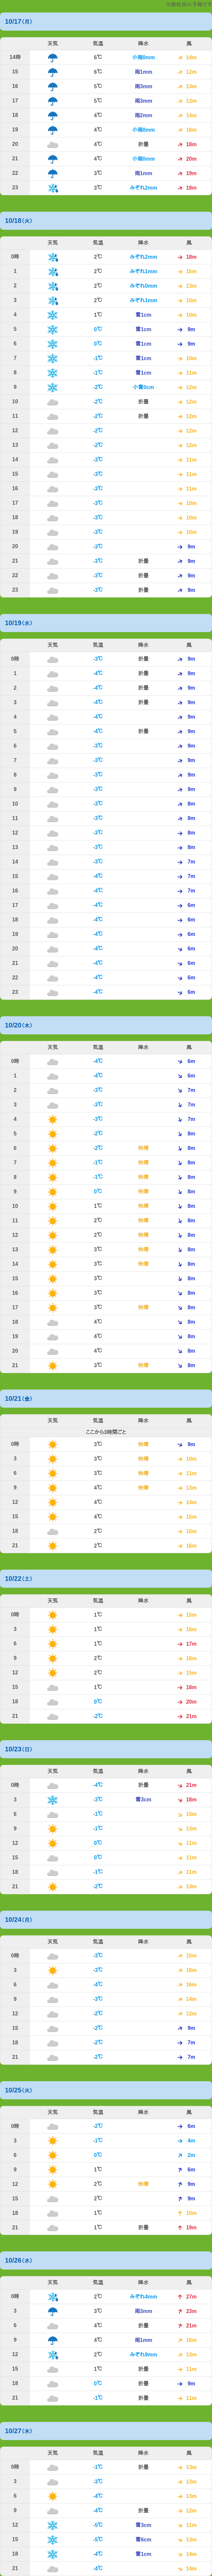 10/17(月)
天気 気温 降水 風
14時 6℃ 小雨0mm 14m
15 6℃ 雨1mm 12m
16 5℃ 雨3mm 13m
17 5℃ 雨3mm 13m
18 4℃ 雨2mm 14m
19 4℃ 小雨0mm 16m
20 4℃ 折曇 18m
21 4℃ 小雨0mm 20m
22 3℃ 雨1mm 19m
23 3℃ みぞれ2mm 18m
10/18(火)
天気 気温 降水 風
0時 2℃ みぞれ2mm 18m
1 2℃ みぞれ1mm 15m
2 2℃ みぞれ0mm 13m
3 2℃ みぞれ1mm 10m
4 1℃ 雪1cm 10m
5 0℃ 雪1cm 9m
6 0℃ 雪1cm 9m
7 -1℃ 雪1cm 10m
8 -1℃ 雪1cm 11m
9 -2℃ 小雪0cm 12m
10 -2℃ 折曇 12m
11 -2℃ 折曇 12m
12 -2℃ 12m
13 -2℃ 12m
14 -3℃ 11m
15 -3℃ 11m
16 -3℃ 11m
17 -3℃ 10m
18 -3℃ 10m
19 -3℃ 10m
20 -3℃ 9m
21 -3℃ 折曇 9m
22 -3℃ 折曇 9m
23 -3℃ 折曇 9m
10/19(水)
天気 気温 降水 風
0時 -3℃ 折曇 9m
1 -4℃ 折曇 9m
2 -4℃ 折曇 9m
3 -4℃ 折曇 9m
4 -4℃ 9m
5 -4℃ 折曇 9m
6 -3℃ 9m
7 -3℃ 9m
8 -3℃ 9m
9 -3℃ 9m
10 -3℃ 8m
11 -3℃ 8m
12 -3℃ 8m
13 -3℃ 8m
14 -3℃ 7m
15 -4℃ 7m
16 -4℃ 7m
17 -4℃ 6m
18 -4℃ 6m
19 -4℃ 6m
20 -4℃ 6m
21 -4℃ 6m
22 -4℃ 6m
23 -4℃ 6m
10/20(木)
天気 気温 降水 風
0時 -4℃ 6m
1 -4℃ 6m
2 -3℃ 7m
3 -3℃ 7m
4 -3℃ 7m
5 -2℃ 8m
6 -2℃ 快晴 8m
7 -1℃ 快晴 8m
8 -1℃ 快晴 8m
9 0℃ 快晴 8m
10 1℃ 快晴 8m
11 2℃ 快晴 8m
12 2℃ 快晴 8m
13 3℃ 快晴 8m
14 3℃ 快晴 8m
15 3℃ 8m
16 3℃ 8m
17 3℃ 快晴 8m
18 4℃ 8m
19 4℃ 8m
20 4℃ 8m
21 3℃ 快晴 8m
10/21(金)
天気 気温 降水 風
ここから3時間ごと
0時 3℃ 快晴 9m
3 3℃ 快晴 10m
6 3℃ 快晴 11m
9 4℃ 快晴 13m
12 4℃ 14m
15 4℃ 15m
18 2℃ 16m
21 2℃ 16m
10/22(土)
天気 気温 降水 風
0時 1℃ 15m
3 1℃ 16m
6 1℃ 17m
9 2℃ 16m
12 2℃ 15m
15 1℃ 18m
18 0℃ 20m
21 -2℃ 21m
10/23(日)
天気 気温 降水 風
0時 -4℃ 折曇 21m
3 -3℃ 雪3cm 18m
6 -1℃ 15m
9 -1℃ 13m
12 0℃ 11m
15 0℃ 11m
18 -1℃ 11m
21 -2℃ 13m
10/24(月)
天気 気温 降水 風
0時 -3℃ 15m
3 -3℃ 16m
6 -4℃ 16m
9 -3℃ 14m
12 -2℃ 12m
15 -2℃ 9m
18 -2℃ 7m
21 -2℃ 7m
10/25(火)
天気 気温 降水 風
0時 -2℃ 6m
3 -1℃ 4m
6 0℃ 2m
9 1℃ 6m
12 2℃ 快晴 9m
15 2℃ 9m
18 1℃ 10m
21 1℃ 折曇 19m
10/26(水)
天気 気温 降水 風
0時 2℃ みぞれ4mm 27m
3 3℃ 雨3mm 23m
6 4℃ 折曇 21m
9 4℃ 雨1mm 16m
12 2℃ みぞれ9mm 13m
15 1℃ 折曇 11m
18 0℃ 折曇 9m
21 -1℃ 折曇 11m
10/27(木)
天気 気温 降水 風
0時 -1℃ 折曇 13m
3 -3℃ 13m
6 -4℃ 13m
9 -4℃ 折曇 12m
12 -5℃ 雪3cm 11m
15 -5℃ 雪6cm 13m
18 -4℃ 雪1cm 14m
21 -4℃ 14m